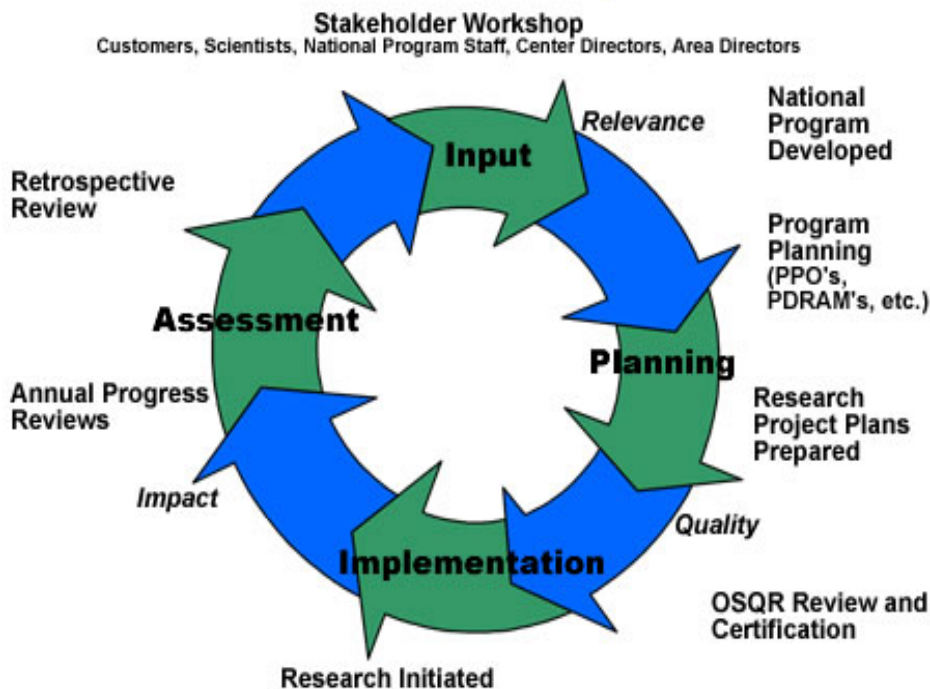 Stakeholder Workshop
Customers, Scientists, National Program Staff, Center Directors, Area Directors
Input
Relevance
National
Program
Developed
Program
Planning
(PPO's,
PDRAM's, etc.)
Planning
Research
Project Plans
Prepared
Quality
OSQR Review and
Certification
Implementation
Research Initiated
Impact
Annual Progress
Reviews
Assessment
Retrospective
Review